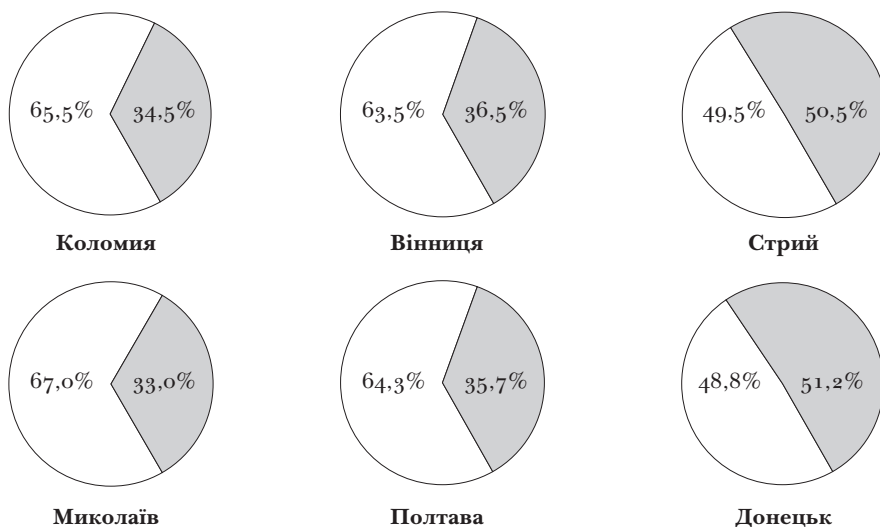 65,5% 34,5% 63,5% 36,5% 49,5% 50,5%
Коломия Вінниця Стрий
67,0% 33,0% 64,3% 35,7% 48,8% 51,2%
Миколаїв Полтава Донецьк